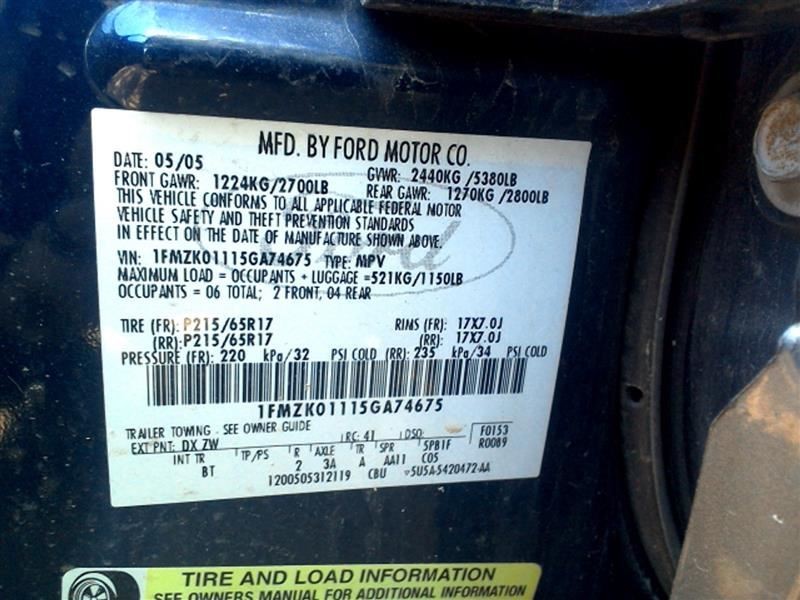 MFD. BY FORD MOTOR CO.
DATE: 05/05 GVWR: 2440KG /5380LB
FRONT GAWR: 1224KG/2700LB REAR GAWR: 1270KG /2800LB
THIS VEHICLE CONFORMS TO ALL APPLICABLE FEDERAL MOTOR
VEHICLE SAFETY AND THEFT PREVENTION STANDARDS
IN EFFECT ON THE DATE OF MANUFACTURE SHOWN ABOVE.
Ford
VIN: 1FMZK01115GA74675 TYPE: MPV
MAXIMUM LOAD = OCCUPANTS + LUGGAGE =521KG/1150LB
OCCUPANTS = 06 TOTAL; 2 FRONT, 04 REAR
TIRE (FR): P215/65R17 RIMS (FR): 17X7.0J
(RR):P215/65R17 (RR): 17X7.0J
PRESSURE (FR): 220 kPa/32 PSI COLD (RR): 235 kPa/34 PSI COLD
1FMZK01115GA74675
TRAILER TOWING - SEE OWNER GUIDE
EXT PNT: DX ZW RC: 41 DSO: F0153
INT TR TP/PS R AXLE TR SPR 5PB1F R0089
BT 2 3A A AA11 C05
1200505312119 CBU 5U5A-5420472-AA
TIRE AND LOAD INFORMATION
SEE OWNERS MANUAL FOR ADDITIONAL INFORMATION